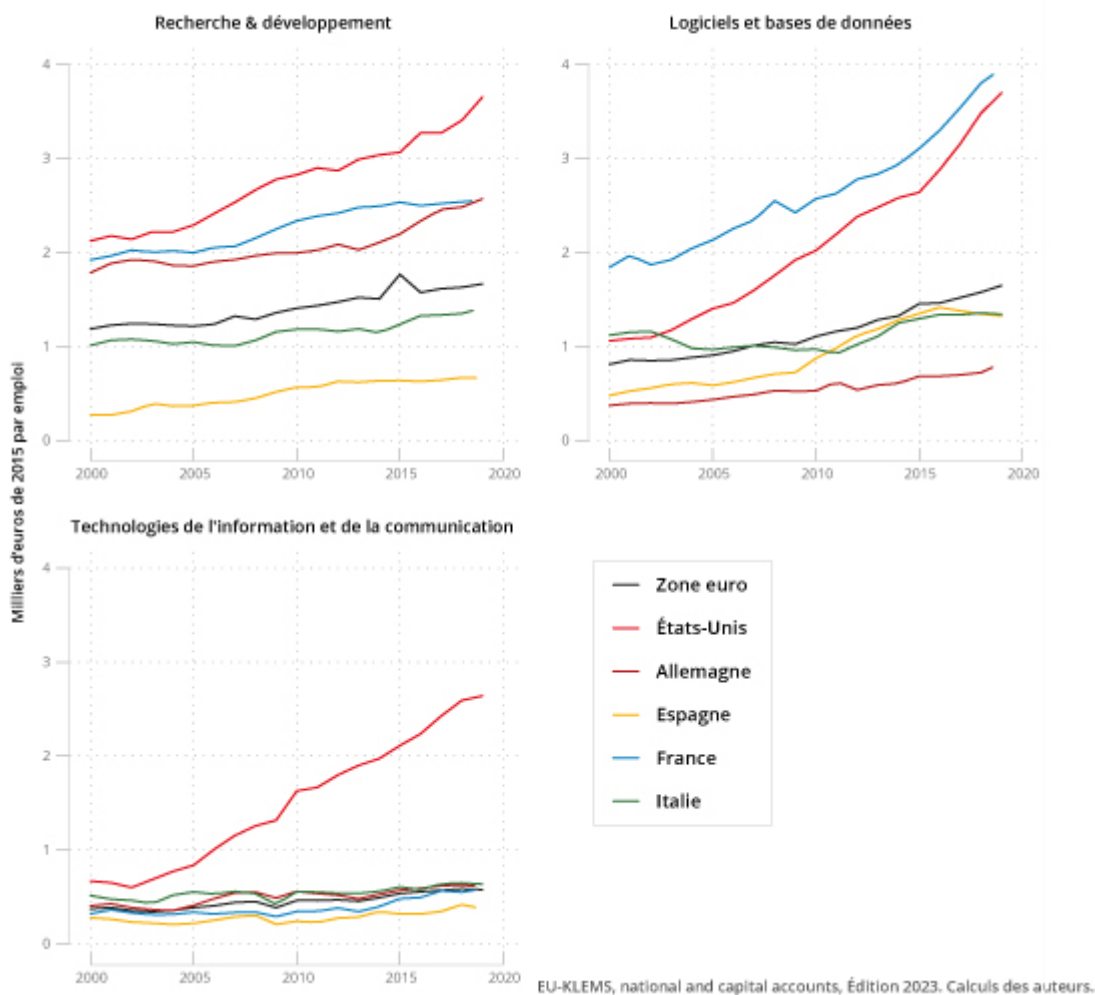 Recherche & développement
Logiciels et bases de données
4
3
2
1
0
2000 2005 2010 2015 2020
4
3
2
1
0
2000 2005 2010 2015 2020
Milliers d'euros de 2015 par emploi
Technologies de l'information et de la communication
4
3
2
1
0
2000 2005 2010 2015 2020
Zone euro
États-Unis
Allemagne
Espagne
France
Italie
EU-KLEMS, national and capital accounts, Édition 2023. Calculs des auteurs.